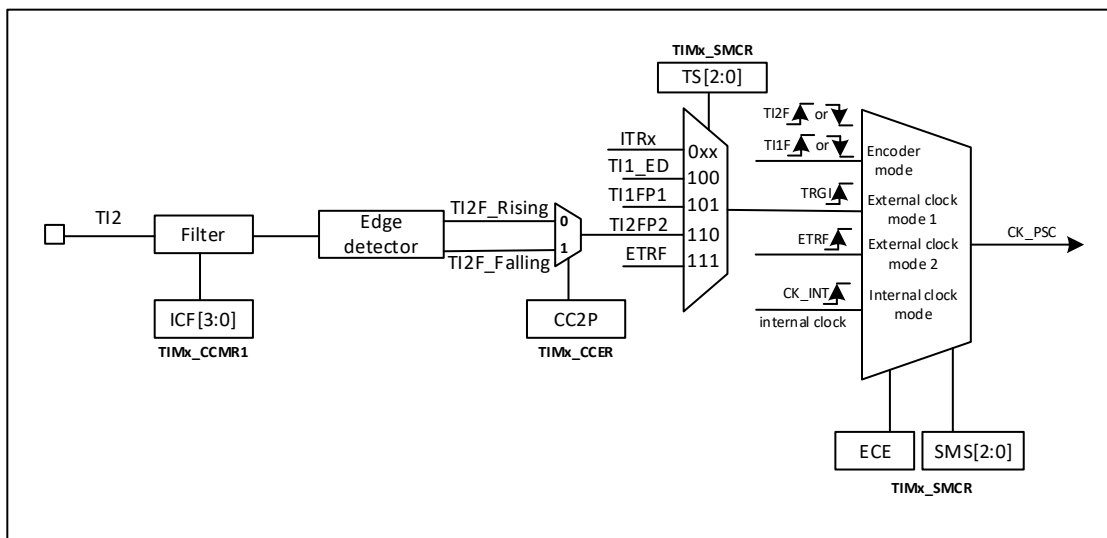 TIMx_SMCR
TS[2:0]
TI2F or
TI1F or
Encoder
mode
ITRx
0xx
TI1_ED
100
TI1FP1
101
TI2FP2
110
ETRF
111
TRGI
External clock
mode 1
ETRF
External clock
mode 2
CK_INT
internal clock
Internal clock
mode
CK_PSC
TI2
Filter
Edge
detector
TI2F_Rising
0
1
TI2F_Falling
ICF[3:0]
TIMx_CCMR1
CC2P
TIMx_CCER
ECE
SMS[2:0]
TIMx_SMCR